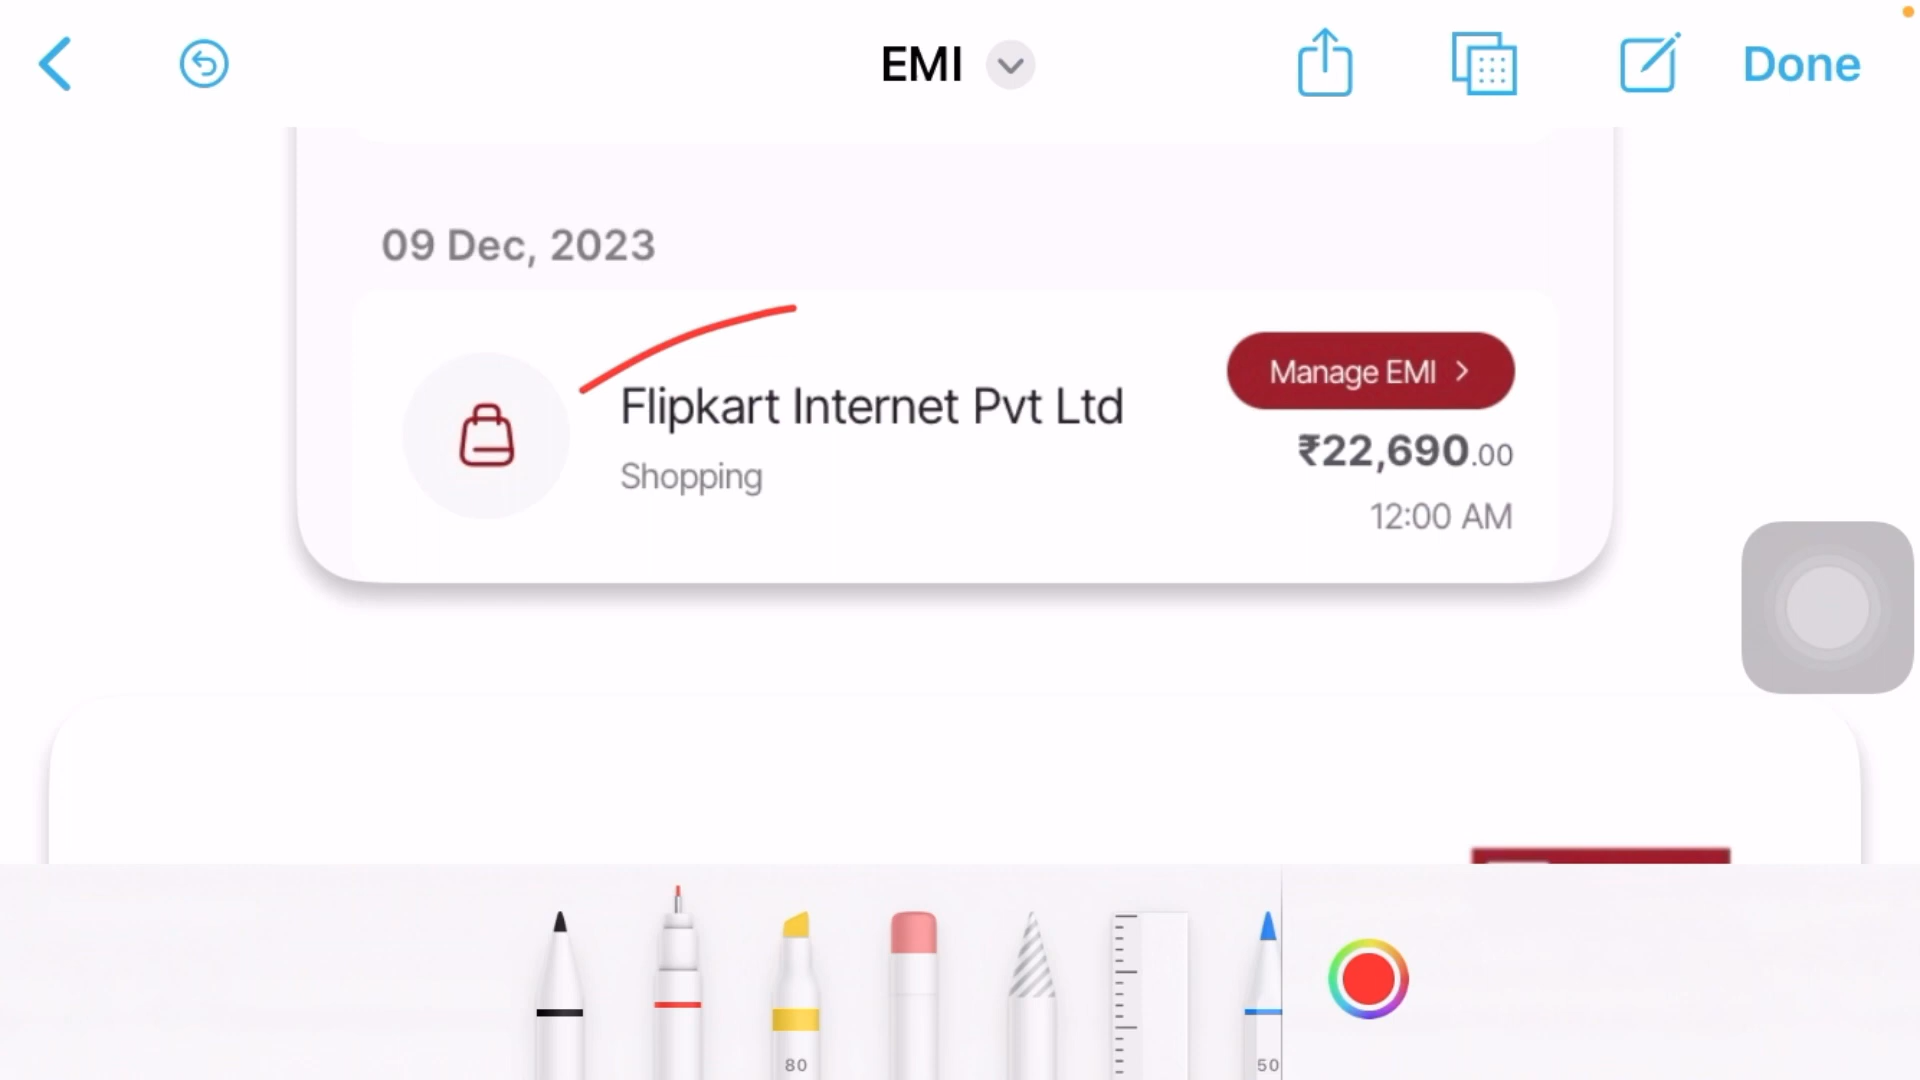 EMI
Done
09 Dec, 2023
Manage EMI >
Flipkart Internet Pvt Ltd
₹22,690.00
Shopping
12:00 AM
80
50